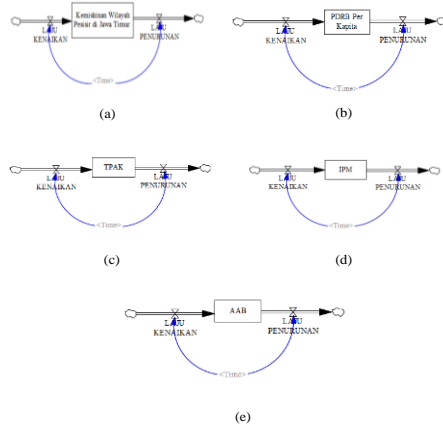 Kemiskinan Wilayah
Pesisir di Jawa Timur
LAJU
KENAIKAN
LAJU
PENURUNAN
<Time>
(a)
PDRB Per
Kapita
LAJU
KENAIKAN
LAJU
PENURUNAN
<Time>
(b)
TPAK
LAJU
KENAIKAN
LAJU
PENURUNAN
<Time>
(c)
IPM
LAJU
KENAIKAN
LAJU
PENURUNAN
<Time>
(d)
AAB
LAJU
KENAIKAN
LAJU
PENURUNAN
<Time>
(e)